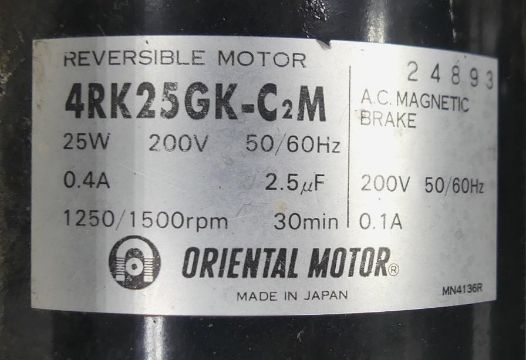 REVERSIBLE MOTOR
4RK25GK-C₂M
25W 200V 50/60Hz
0.4A 2.5μF
1250/1500rpm 30min
24893
A.C. MAGNETIC
BRAKE
200V 50/60Hz
0.1A
ORIENTAL MOTOR®
MADE IN JAPAN
MN4136R